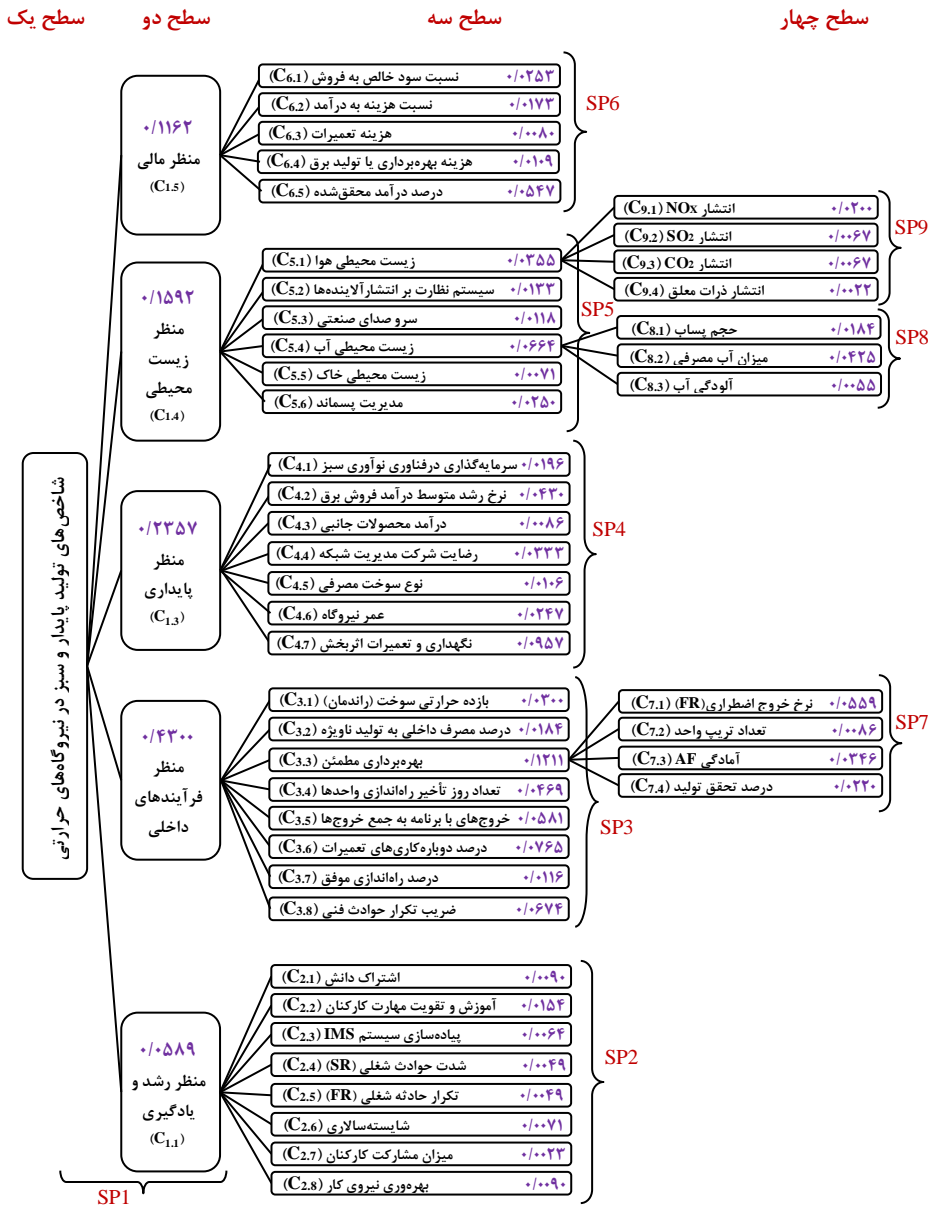 سطح یک
سطح دو
سطح سه
سطح چهار
شاخص‌های تولید پایدار و سبز در نیروگاه‌های حرارتی
۰/۱۱۶۲
منظر مالی
(C1.5)
نسبت سود خالص به فروش (C6.1) ۰/۰۲۵۳
نسبت هزینه به درآمد (C6.2) ۰/۰۱۷۳
هزینه تعمیرات (C6.3) ۰/۰۰۸۰
هزینه بهره‌برداری یا تولید برق (C6.4) ۰/۰۱۰۹
درصد درآمد محقق‌شده (C6.5) ۰/۰۵۴۷
SP6
۰/۱۵۹۲
منظر
زیست
محیطی
(C1.4)
زیست محیطی هوا (C5.1) ۰/۰۳۵۵
سیستم نظارت بر انتشارآلاینده‌ها (C5.2) ۰/۰۱۳۳
سرو صدای صنعتی (C5.3) ۰/۰۱۱۸
زیست محیطی آب (C5.4) ۰/۰۶۶۴
زیست محیطی خاک (C5.5) ۰/۰۰۷۱
مدیریت پسماند (C5.6) ۰/۰۲۵۰
SP5
انتشار NOx (C9.1) ۰/۰۲۰۰
انتشار SO2 (C9.2) ۰/۰۰۶۷
انتشار CO2 (C9.3) ۰/۰۰۶۷
انتشار ذرات معلق (C9.4) ۰/۰۰۲۲
SP9
حجم پساب (C8.1) ۰/۰۱۸۴
میزان آب مصرفی (C8.2) ۰/۰۴۲۵
آلودگی آب (C8.3) ۰/۰۰۵۵
SP8
۰/۲۳۵۷
منظر
پایداری
(C1.3)
سرمایه‌گذاری درفناوری نوآوری سبز (C4.1) ۰/۰۱۹۶
نرخ رشد متوسط درآمد فروش برق (C4.2) ۰/۰۴۳۰
درآمد محصولات جانبی (C4.3) ۰/۰۰۸۶
رضایت شرکت مدیریت شبکه (C4.4) ۰/۰۳۳۳
نوع سوخت مصرفی (C4.5) ۰/۰۱۰۶
عمر نیروگاه (C4.6) ۰/۰۲۴۷
نگهداری و تعمیرات اثربخش (C4.7) ۰/۰۹۵۷
SP4
۰/۴۳۰۰
منظر
فرآیندهای
داخلی
بازده حرارتی سوخت (راندمان) (C3.1) ۰/۰۳۰۰
درصد مصرف داخلی به تولید ناویژه (C3.2) ۰/۰۱۸۴
بهره‌برداری مطمئن (C3.3) ۰/۱۲۱۱
تعداد روز تأخیر راه‌اندازی واحدها (C3.4) ۰/۰۴۶۹
خروج‌های با برنامه به جمع خروج‌ها (C3.5) ۰/۰۵۸۱
درصد دوباره‌کاری‌های تعمیرات (C3.6) ۰/۰۷۶۵
درصد راه‌اندازی موفق (C3.7) ۰/۰۱۱۶
ضریب تکرار حوادث فنی (C3.8) ۰/۰۶۷۴
SP3
نرخ خروج اضطراری(FR) (C7.1) ۰/۰۵۵۹
تعداد تریپ واحد (C7.2) ۰/۰۰۸۶
آمادگی AF (C7.3) ۰/۰۳۴۶
درصد تحقق تولید (C7.4) ۰/۰۲۲۰
SP7
۰/۰۵۸۹
منظر رشد و
یادگیری
(C1.1)
اشتراک دانش (C2.1) ۰/۰۰۹۰
آموزش و تقویت مهارت کارکنان (C2.2) ۰/۰۱۵۴
پیاده‌سازی سیستم IMS (C2.3) ۰/۰۰۶۴
شدت حوادث شغلی (SR) (C2.4) ۰/۰۰۴۹
تکرار حادثه شغلی (FR) (C2.5) ۰/۰۰۴۹
شایسته‌سالاری (C2.6) ۰/۰۰۷۱
میزان مشارکت کارکنان (C2.7) ۰/۰۰۲۳
بهره‌وری نیروی کار (C2.8) ۰/۰۰۹۰
SP2
SP1